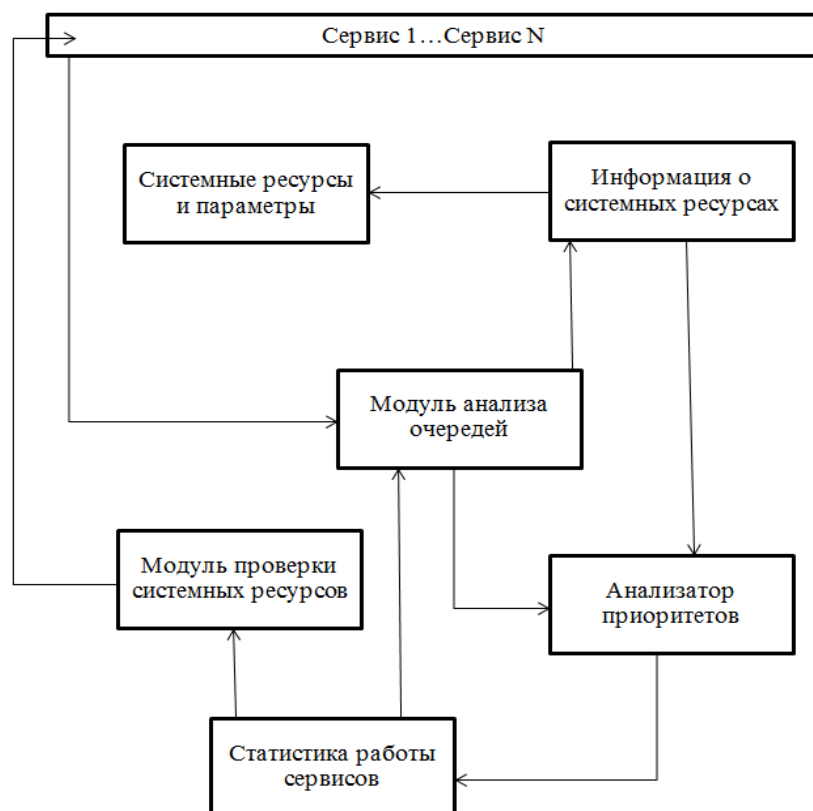 Сервис 1…Сервис N
Системные ресурсы
и параметры
Информация о
системных ресурсах
Модуль анализа
очередей
Модуль проверки
системных ресурсов
Анализатор
приоритетов
Статистика работы
сервисов